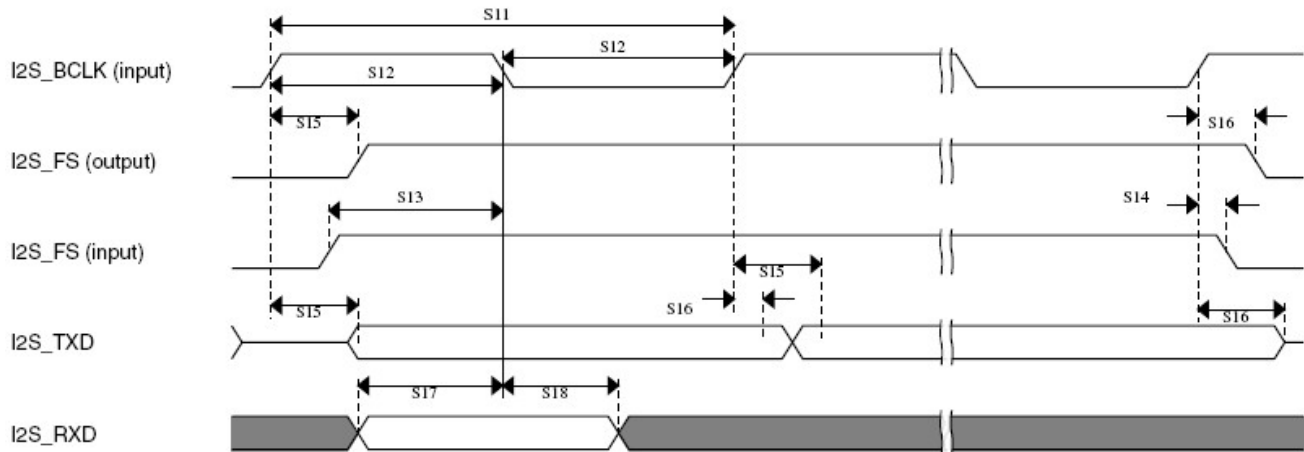 S11
I2S_BCLK (input)
S12
S12
S15
S16
I2S_FS (output)
S13
S14
I2S_FS (input)
S15
S15
S16
S16
I2S_TXD
S17
S18
I2S_RXD